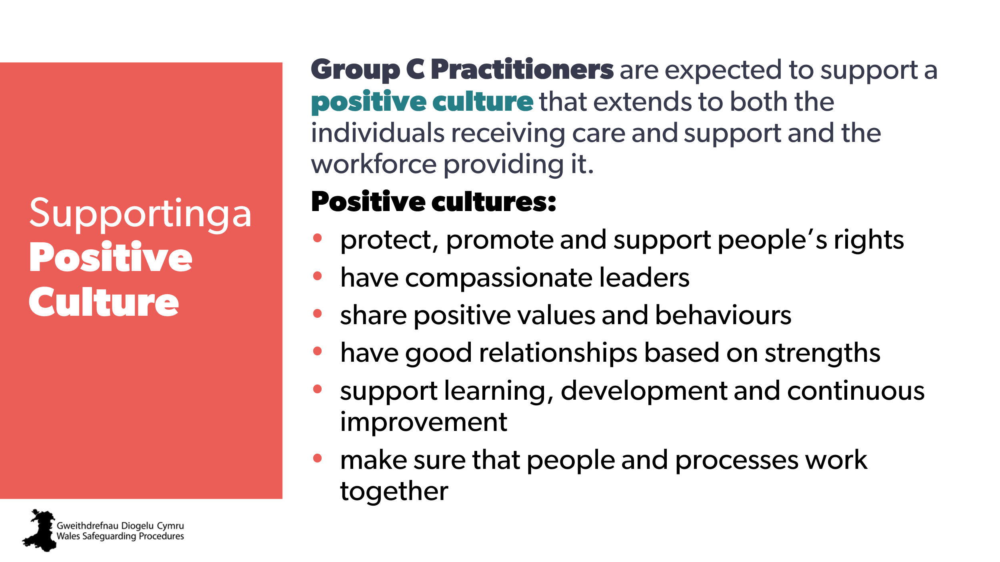 Supportinga
Positive
Culture
Group C Practitioners are expected to support a
positive culture that extends to both the
individuals receiving care and support and the
workforce providing it.
Positive cultures:
• protect, promote and support people’s rights
• have compassionate leaders
• share positive values and behaviours
• have good relationships based on strengths
• support learning, development and continuous
improvement
• make sure that people and processes work
together
Gweithdrefnau Diogelu Cymru
Wales Safeguarding Procedures